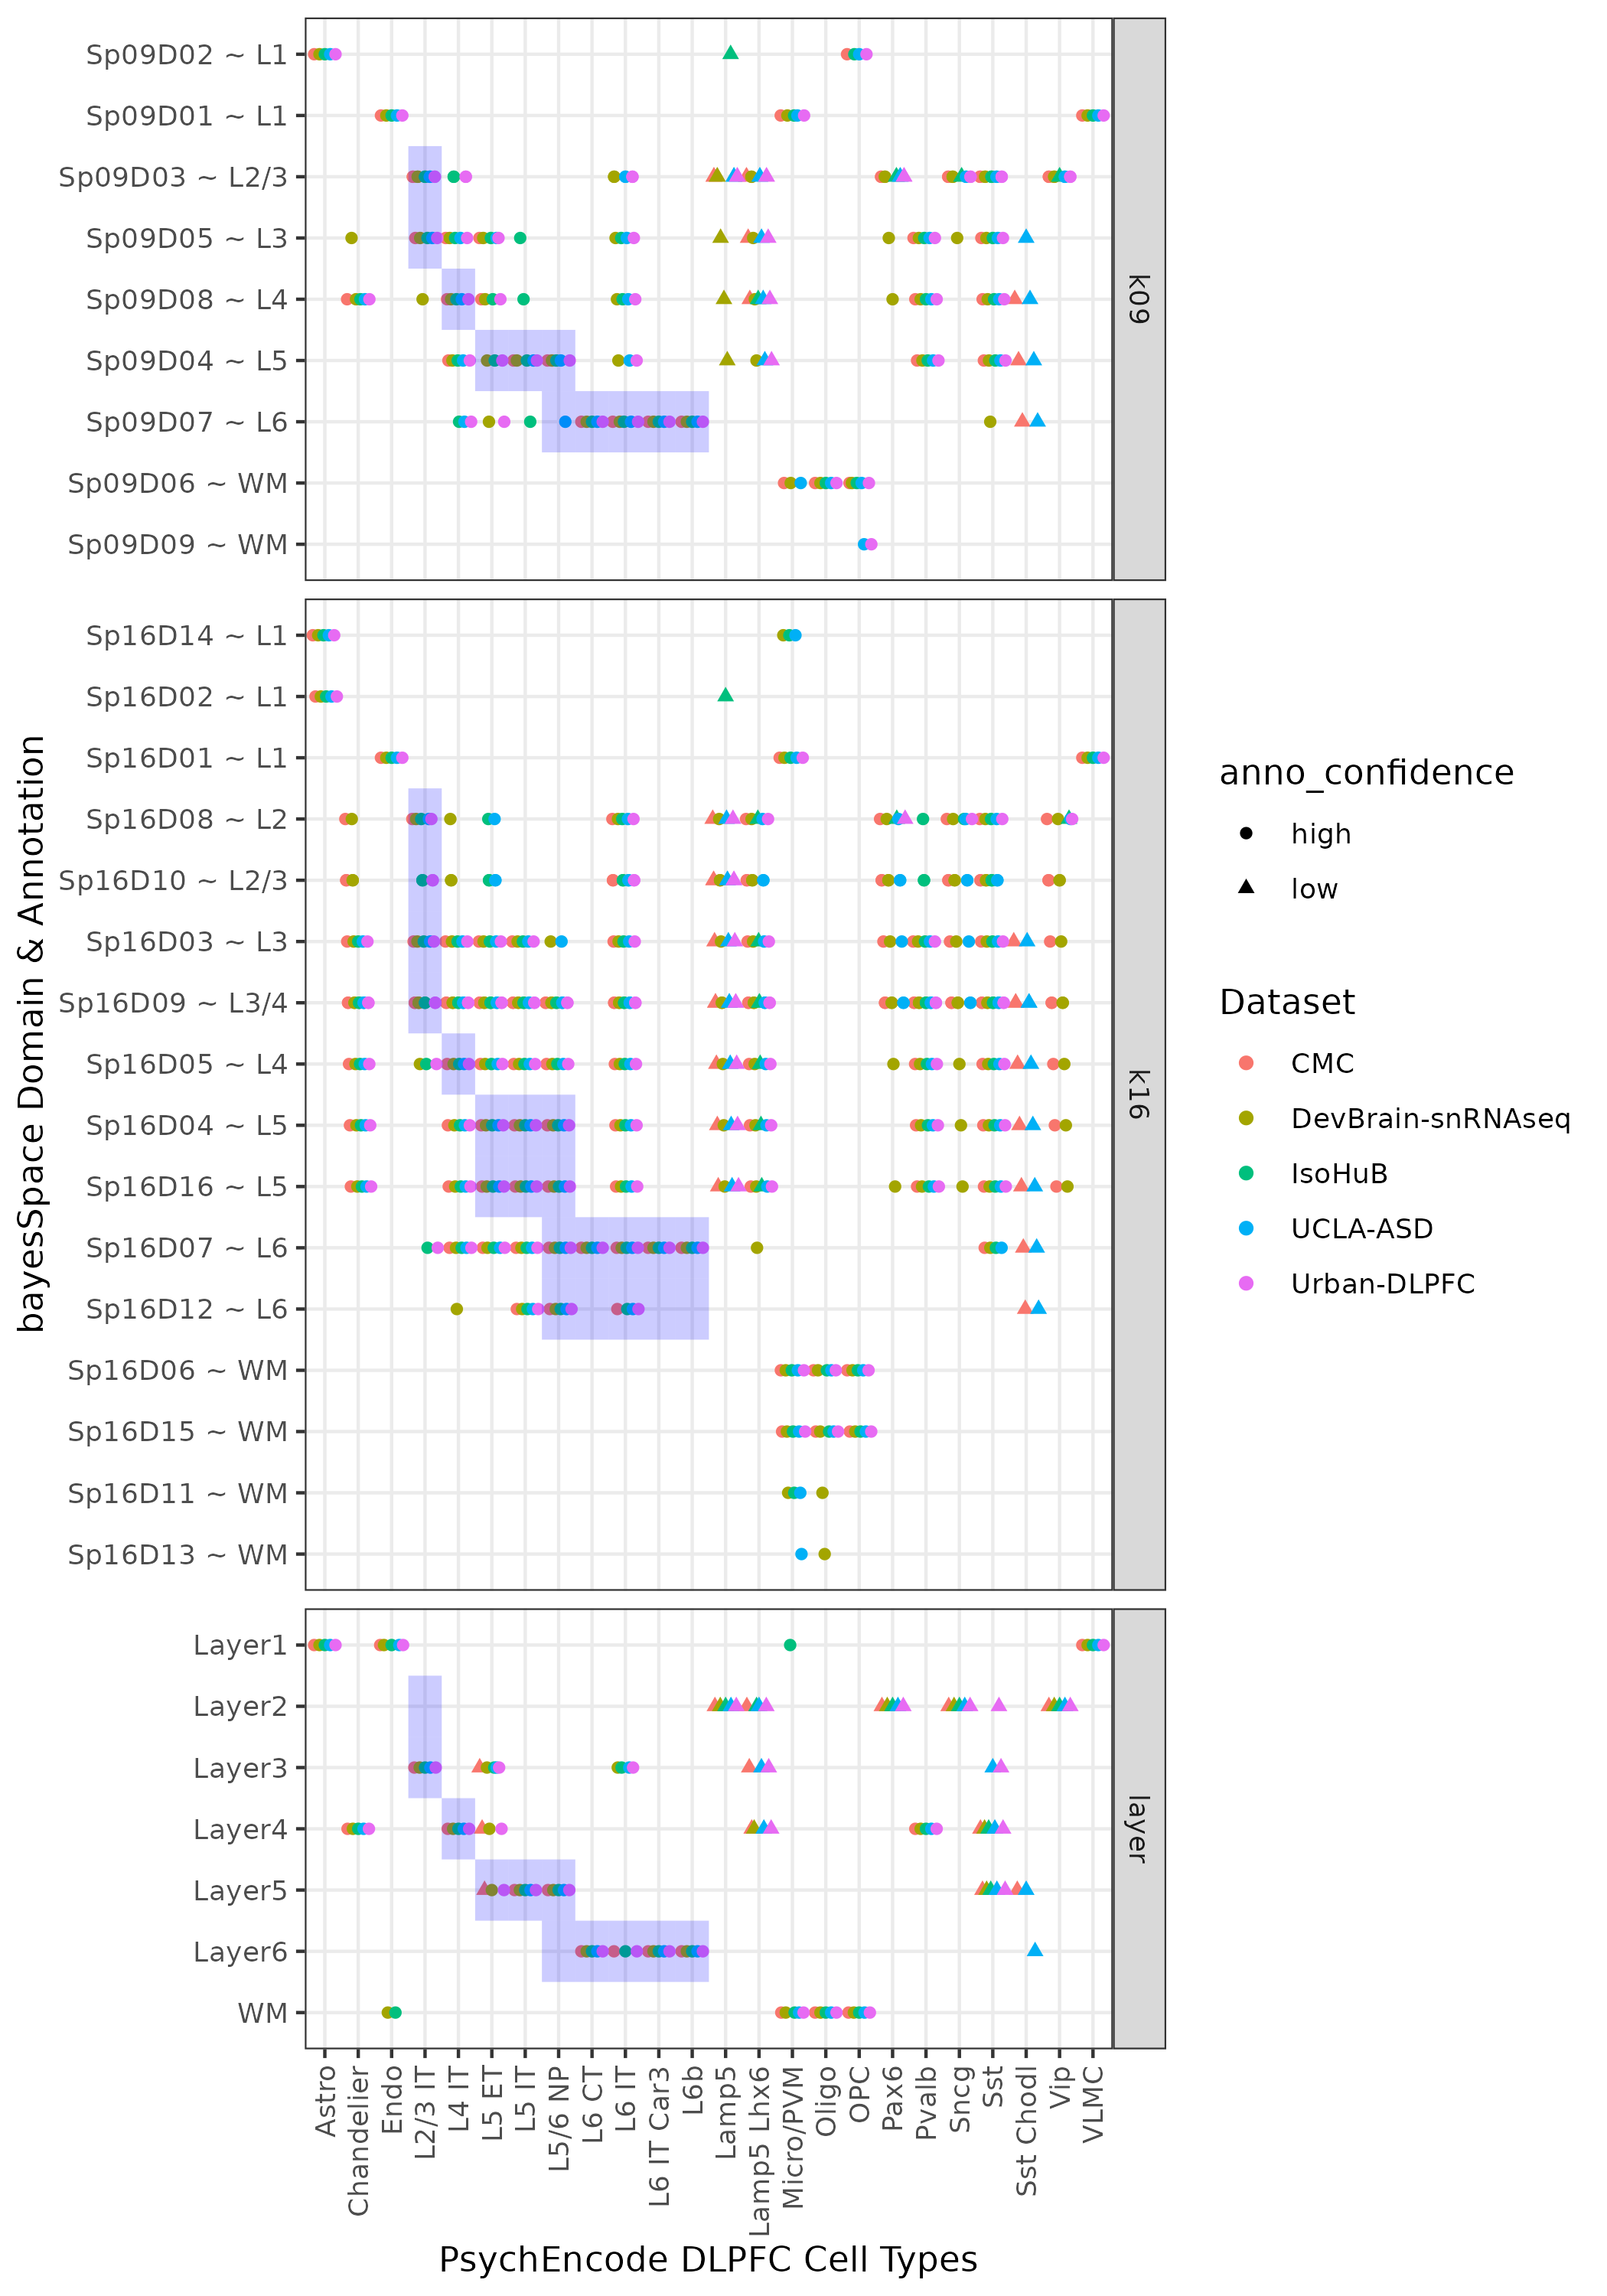 Sp09D02 ~ L1
Sp09D01 ~ L1
Sp09D03 ~ L2/3
Sp09D05 ~ L3
Sp09D08 ~ L4
Sp09D04 ~ L5
Sp09D07 ~ L6
Sp09D06 ~ WM
Sp09D09 ~ WM
k09
Sp16D14 ~ L1
Sp16D02 ~ L1
Sp16D01 ~ L1
Sp16D08 ~ L2
Sp16D10 ~ L2/3
Sp16D03 ~ L3
Sp16D09 ~ L3/4
Sp16D05 ~ L4
Sp16D04 ~ L5
Sp16D16 ~ L5
Sp16D07 ~ L6
Sp16D12 ~ L6
Sp16D06 ~ WM
Sp16D15 ~ WM
Sp16D11 ~ WM
Sp16D13 ~ WM
k16
Layer1
Layer2
Layer3
Layer4
Layer5
Layer6
WM
layer
bayesSpace Domain & Annotation
Astro
Chandelier
Endo
L2/3 IT
L4 IT
L5 ET
L5 IT
L5/6 NP
L6 CT
L6 IT
L6 IT Car3
L6b
Lamp5
Lamp5 Lhx6
Micro/PVM
Oligo
OPC
Pax6
Pvalb
Sncg
Sst
Sst Chodl
Vip
VLMC
PsychEncode DLPFC Cell Types
anno_confidence
high
low
Dataset
CMC
DevBrain-snRNAseq
IsoHuB
UCLA-ASD
Urban-DLPFC